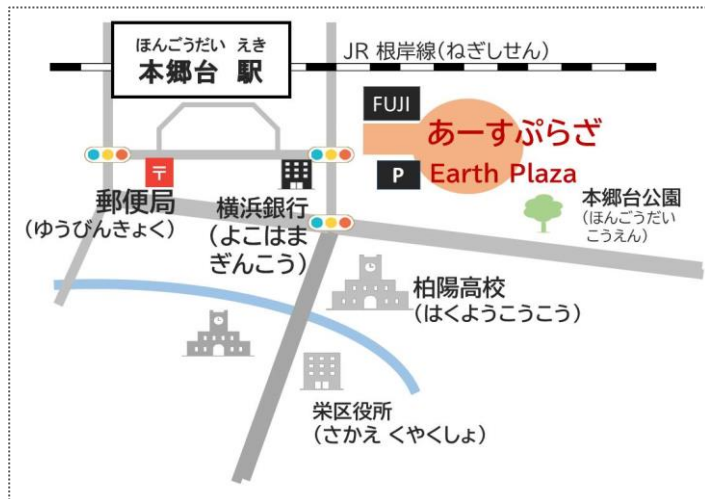 ほんごうだい えき
本郷台 駅
JR 根岸線(ねぎしせん)
FUJI
あーすぷらざ
P
Earth Plaza
〒
郵便局
(ゆうびんきょく)
横浜銀行
(よこはま
ぎんこう)
本郷台公園
(ほんごうだい
こうえん)
柏陽高校
(はくようこうこう)
栄区役所
(さかえ くやくしょ)